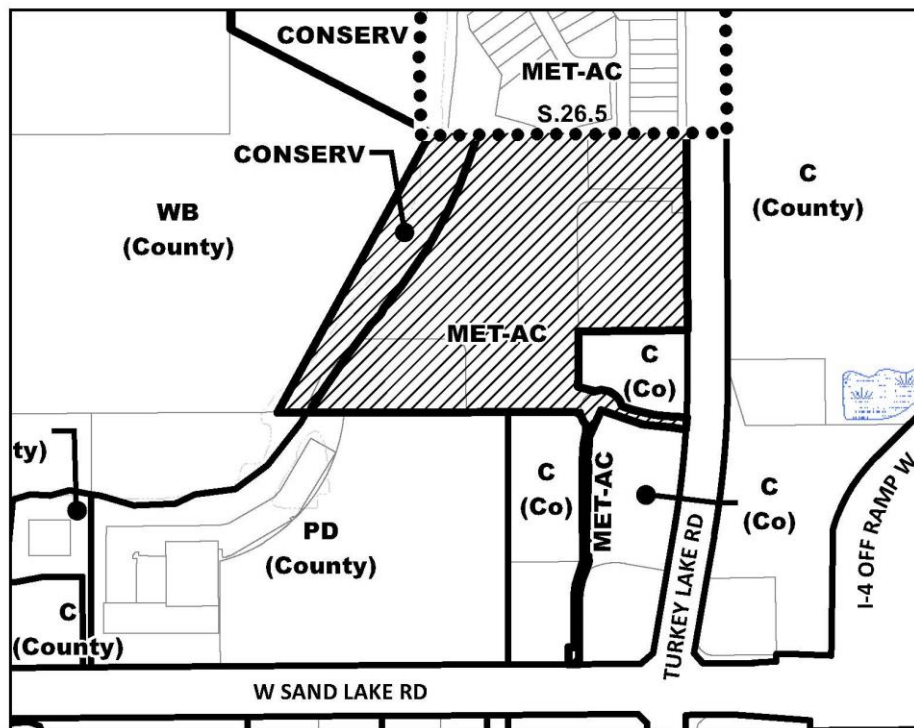 CONSERV
MET-AC
S.26.5
CONSERV
WB
(County)
C
(County)
MET-AC
C
(Co)
ty)
C
(Co)
MET-AC
C
(Co)
PD
(County)
C
(County)
TURKEY LAKE RD
I-4 OFF RAMP W
W SAND LAKE RD